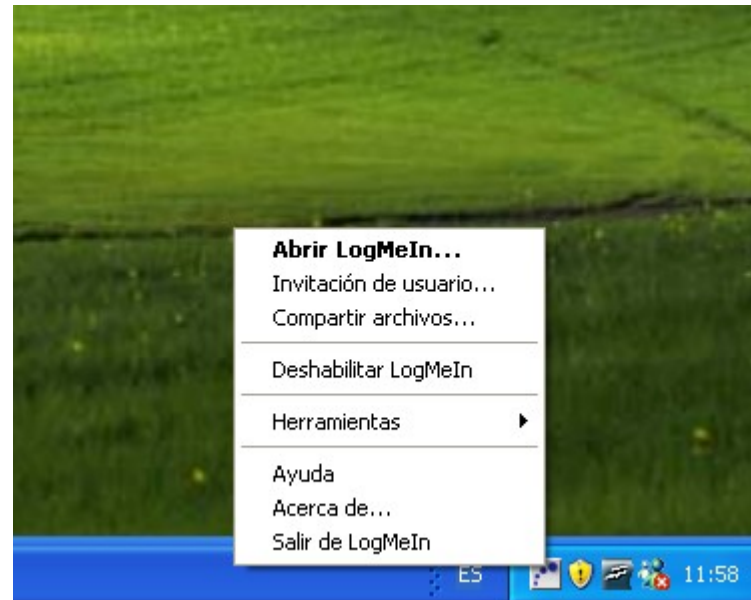 Abrir LogMeIn...
Invitación de usuario...
Compartir archivos...
Deshabilitar LogMeIn
Herramientas
Ayuda
Acerca de...
Salir de LogMeIn
ES 11:58